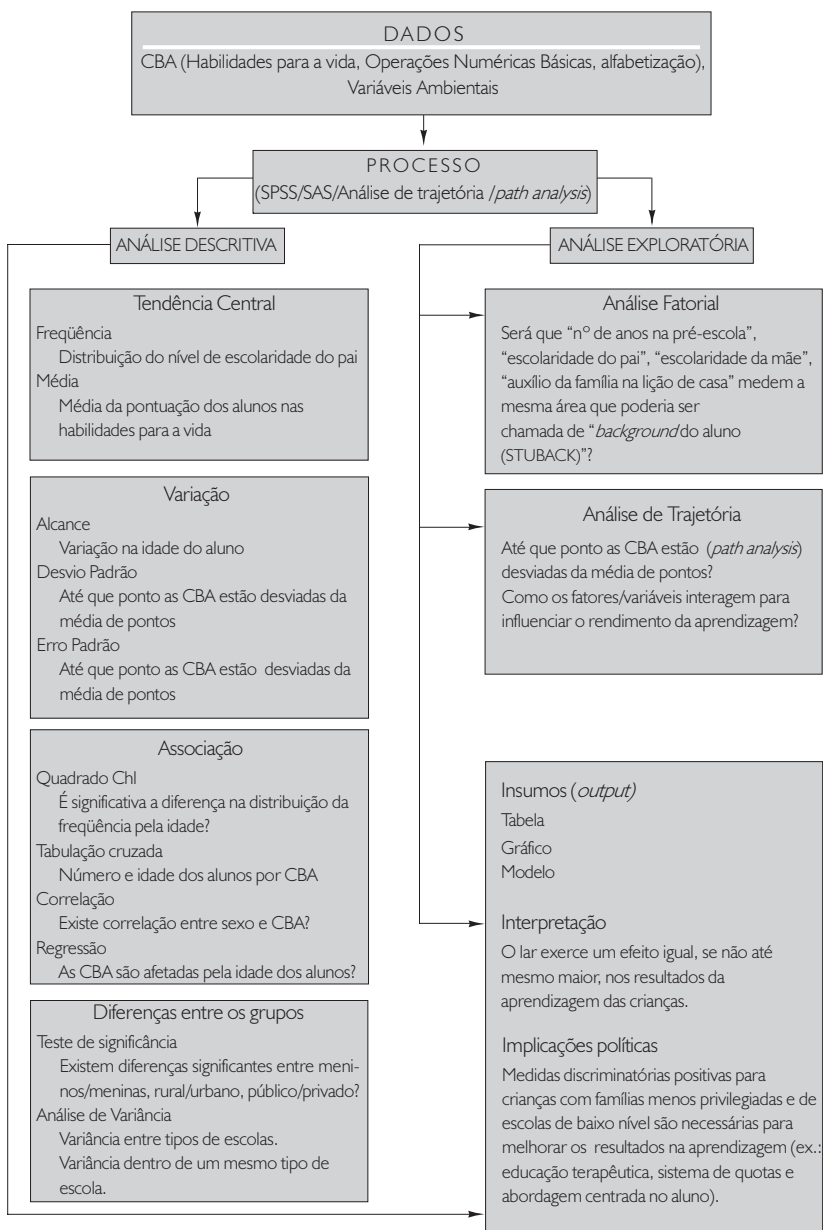 DADOS
CBA (Habilidades para a vida, Operações Numéricas Básicas, alfabetização),
Variáveis Ambientais
PROCESSO
(SPSS/SAS/Análise de trajetória /path analysis)
ANÁLISE DESCRITIVA
ANÁLISE EXPLORATÓRIA
Tendência Central
Freqüência
Distribuição do nível de escolaridade do pai
Média
Média da pontuação dos alunos nas
habilidades para a vida
Variação
Alcance
Variação na idade do aluno
Desvio Padrão
Até que ponto as CBA estão desviadas da
média de pontos
Erro Padrão
Até que ponto as CBA estão desviadas da
média de pontos
Associação
Quadrado ChI
É significativa a diferença na distribuição da
freqüência pela idade?
Tabulação cruzada
Número e idade dos alunos por CBA
Correlação
Existe correlação entre sexo e CBA?
Regressão
As CBA são afetadas pela idade dos alunos?
Diferenças entre os grupos
Teste de significância
Existem diferenças significantes entre meni-
nos/meninas, rural/urbano, público/privado?
Análise de Variância
Variância entre tipos de escolas.
Variância dentro de um mesmo tipo de
escola.
Análise Fatorial
Será que “nº de anos na pré-escola”,
“escolaridade do pai”, “escolaridade da mãe”,
“auxílio da família na lição de casa” medem a
mesma área que poderia ser
chamada de “background do aluno
(STUBACK)”?
Análise de Trajetória
Até que ponto as CBA estão (path analysis)
desviadas da média de pontos?
Como os fatores/variáveis interagem para
influenciar o rendimento da aprendizagem?
Insumos (output)
Tabela
Gráfico
Modelo
Interpretação
O lar exerce um efeito igual, se não até
mesmo maior, nos resultados da
aprendizagem das crianças.
Implicações políticas
Medidas discriminatórias positivas para
crianças com famílias menos privilegiadas e de
escolas de baixo nível são necessárias para
melhorar os resultados na aprendizagem (ex.:
educação terapêutica, sistema de quotas e
abordagem centrada no aluno).